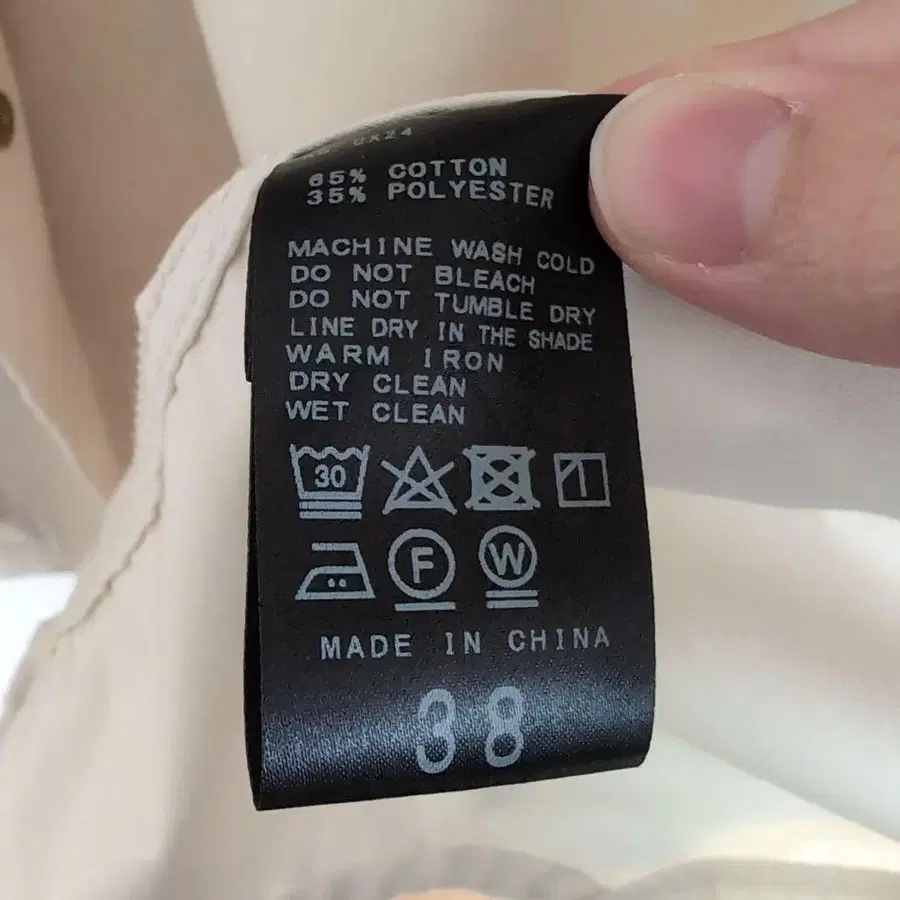 CX24
65% COTTON
35% POLYESTER
MACHINE WASH COLD
DO NOT BLEACH
DO NOT TUMBLE DRY
LINE DRY IN THE SHADE
WARM IRON
DRY CLEAN
WET CLEAN
30
F W
MADE IN CHINA
38